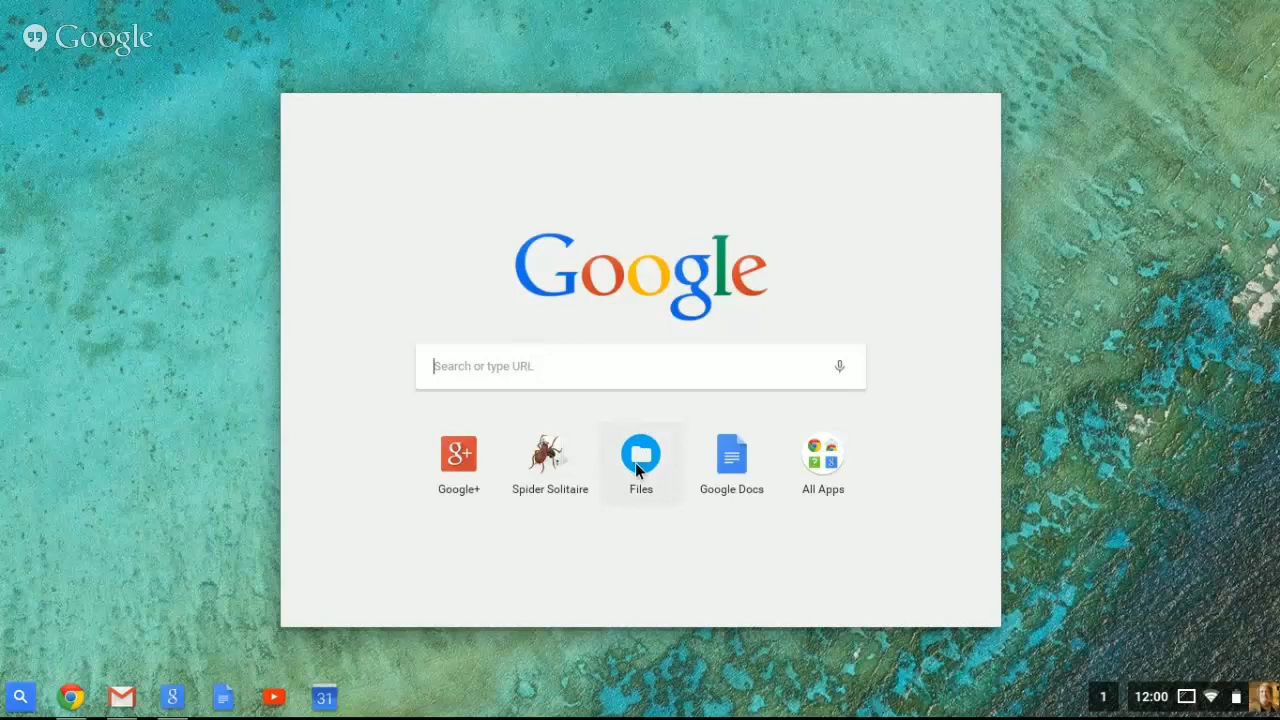 Google
Google
Search or type URL
g+
Google+
Spider Solitaire
Files
Google Docs
All Apps
g
31
1
12:00